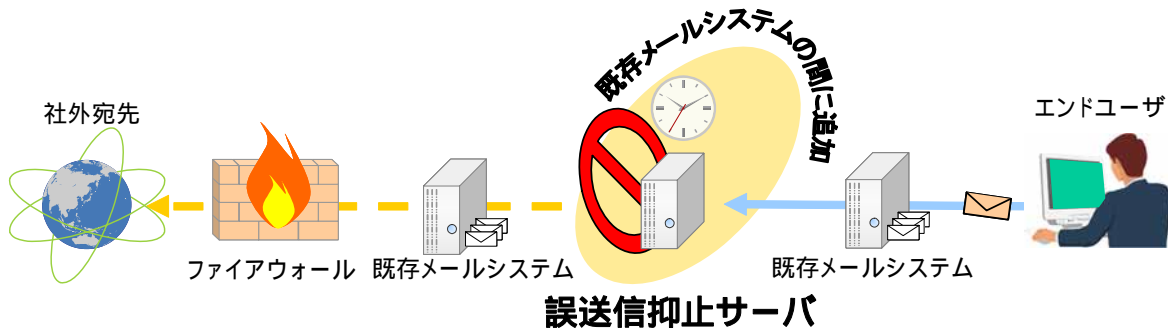 既存メールシステムの間に追加
社外宛先
エンドユーザ
ファイアウォール
既存メールシステム
既存メールシステム
誤送信抑止サーバ